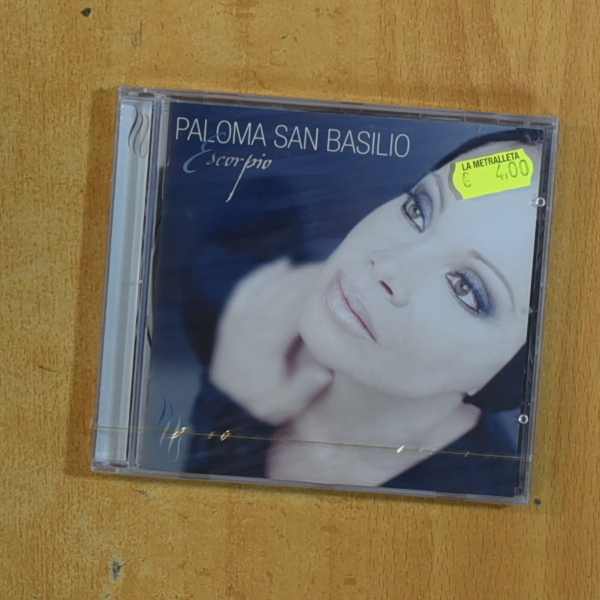 PALOMA SAN BASILIO
Escorpio
LA METRALLETA
€ 4,00